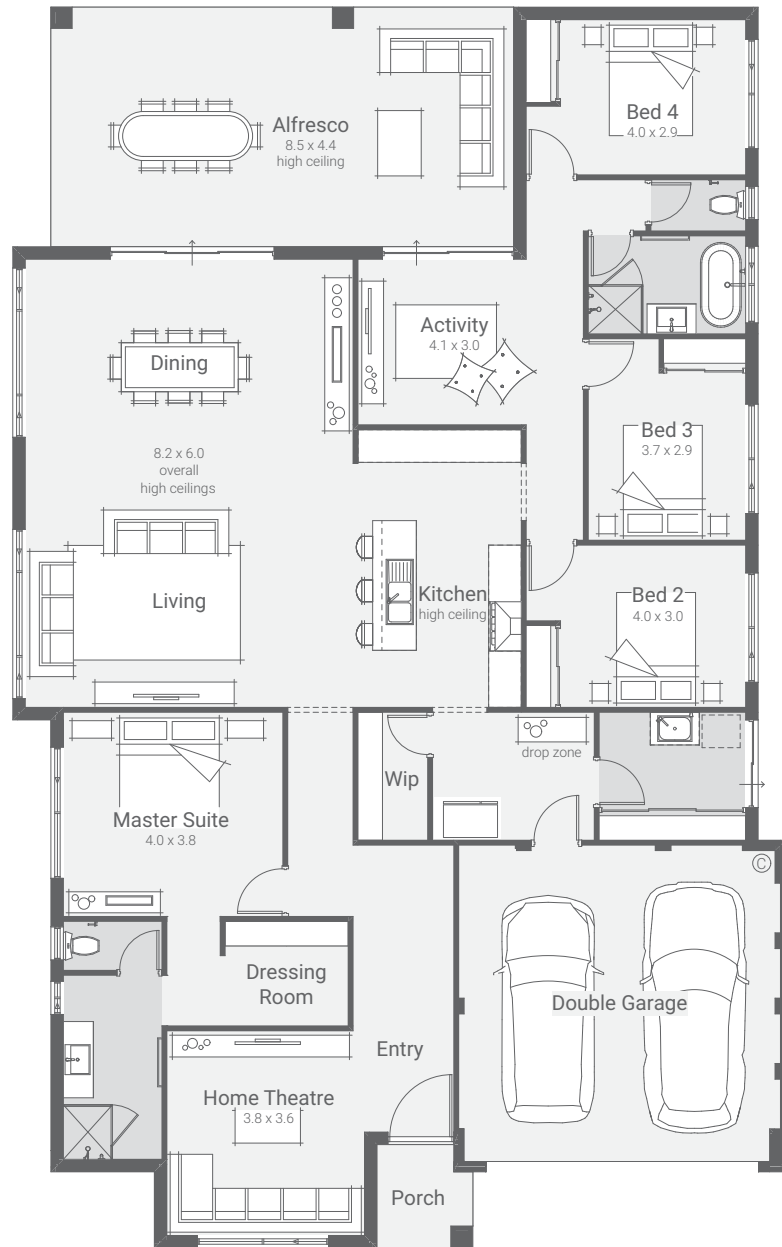 Bed 4
4.0 x 2.9
Alfresco
8.5 x 4.4
high ceiling
Activity
4.1 x 3.0
Dining
8.2 x 6.0
overall
high ceilings
Bed 3
3.7 x 2.9
Living
Kitchen
high ceiling
Bed 2
4.0 x 3.0
drop zone
Wip
Master Suite
4.0 x 3.8
©
Dressing
Room
Double Garage
Entry
Home Theatre
3.8 x 3.6
Porch